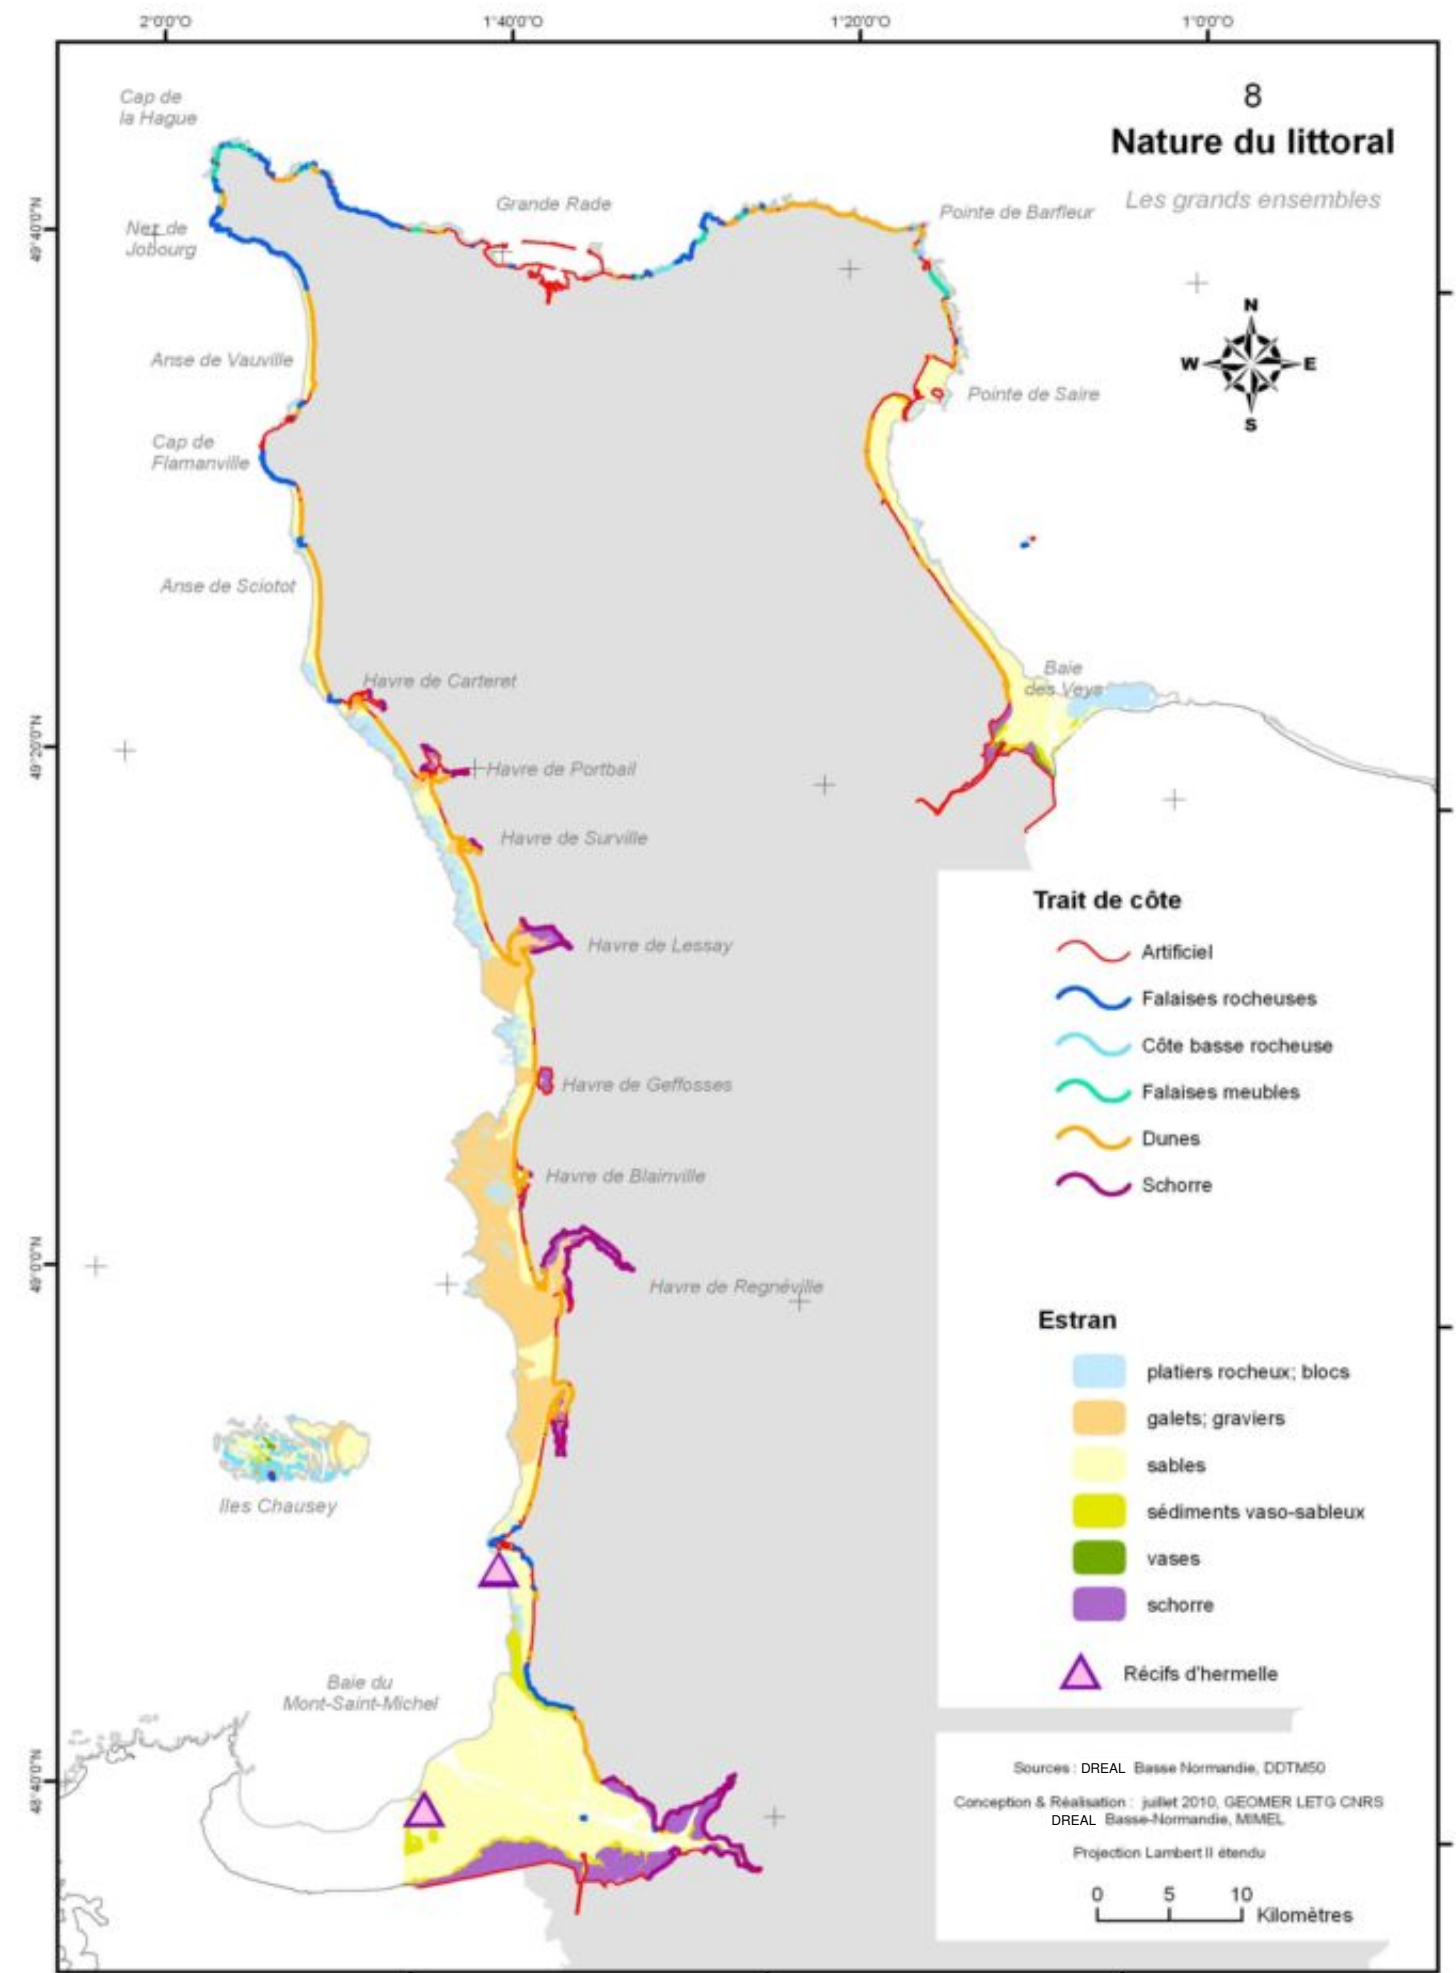 2°0'0"O
1°40'0"O
1°20'0"O
1°0'0"O
8
Nature du littoral
Les grands ensembles
Cap de
la Hague
Grande Rade
Pointe de Barfleur
49°40'0"N
Nez de
Jobourg
N
W
E
S
Anse de Vauville
Pointe de Saire
Cap de
Flamanville
Anse de Sciotot
Baie
des Veys
Havre de Carteret
49°20'0"N
Havre de Portbail
Havre de Surville
Trait de côte
Havre de Lessay
Artificiel
Falaises rocheuses
Côte basse rocheuse
Havre de Geffosses
Falaises meubles
Dunes
Havre de Blainville
Schorre
49°0'0"N
Havre de Regnéville
Estran
platiers rocheux; blocs
galets; graviers
sables
Iles Chausey
sédiments vaso-sableux
vases
schorre
Récifs d'hermelle
Baie du
Mont-Saint-Michel
48°40'0"N
Sources : DREAL Basse Normandie, DDTM50
Conception & Réalisation : juillet 2010, GEOMER LETG CNRS
DREAL Basse-Normandie, MIMEL
Projection Lambert II étendu
0 5 10
Kilomètres